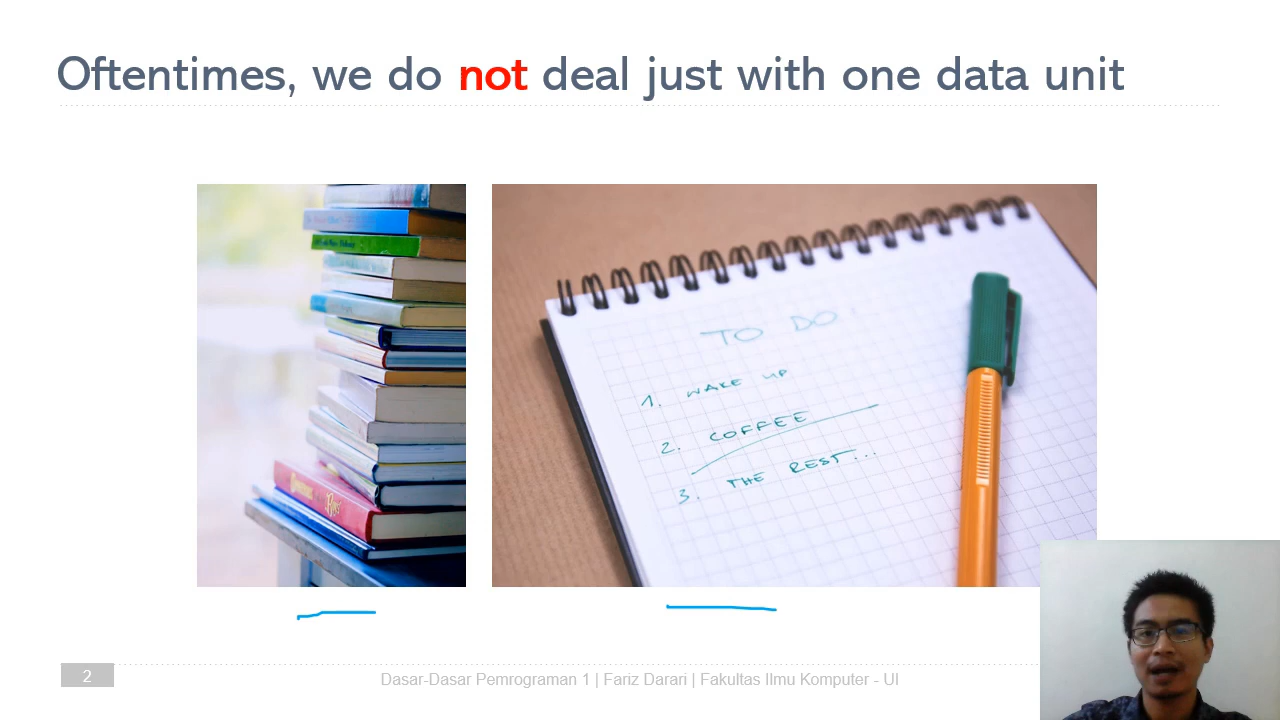 Oftentimes, we do not deal just with one data unit
TO DO
1. WAKE UP
2. COFFEE
3. THE REST...
2
Dasar-Dasar Pemrograman 1 | Fariz Darari | Fakultas Ilmu Komputer - UI